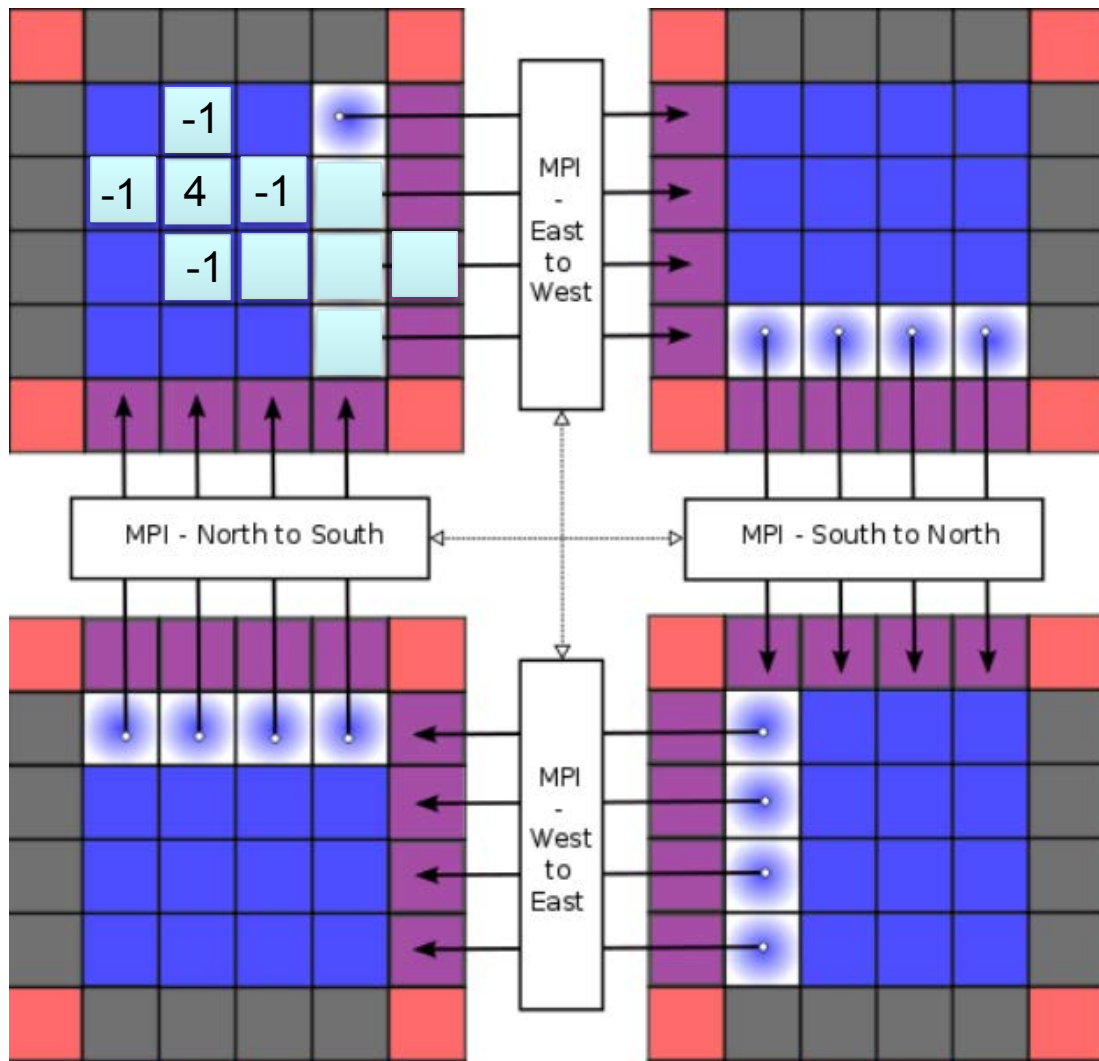 -1
-1 4 -1
-1
MPI
-
East
to
West
MPI - North to South
MPI - South to North
MPI
-
West
to
East